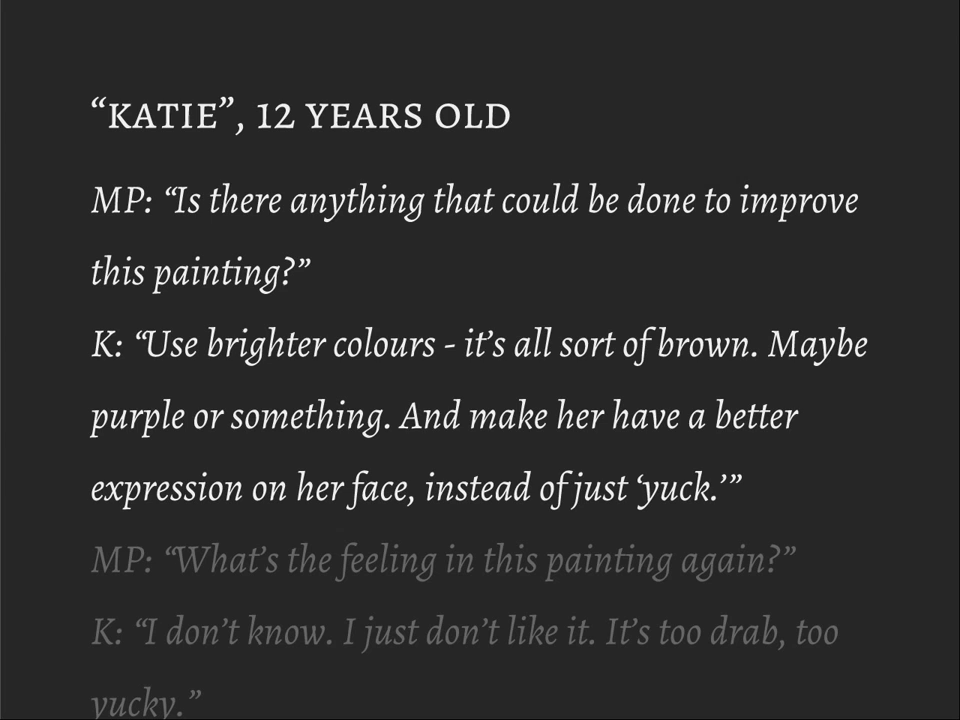 “KATIE”, 12 YEARS OLD
MP: “Is there anything that could be done to improve
this painting?”
K: “Use brighter colours - it’s all sort of brown. Maybe
purple or something. And make her have a better
expression on her face, instead of just ‘yuck.’”
MP: “What’s the feeling in this painting again?”
K: “I don’t know. I just don’t like it. It’s too drab, too
yucky.”